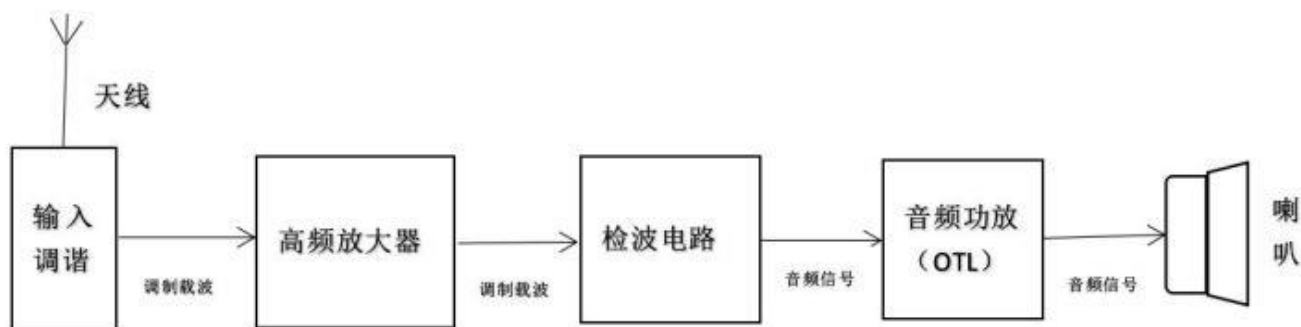 天线
输入
调谐
调制载波
高频放大器
调制载波
检波电路
音频信号
音频功放
（OTL）
音频信号
喇
叭